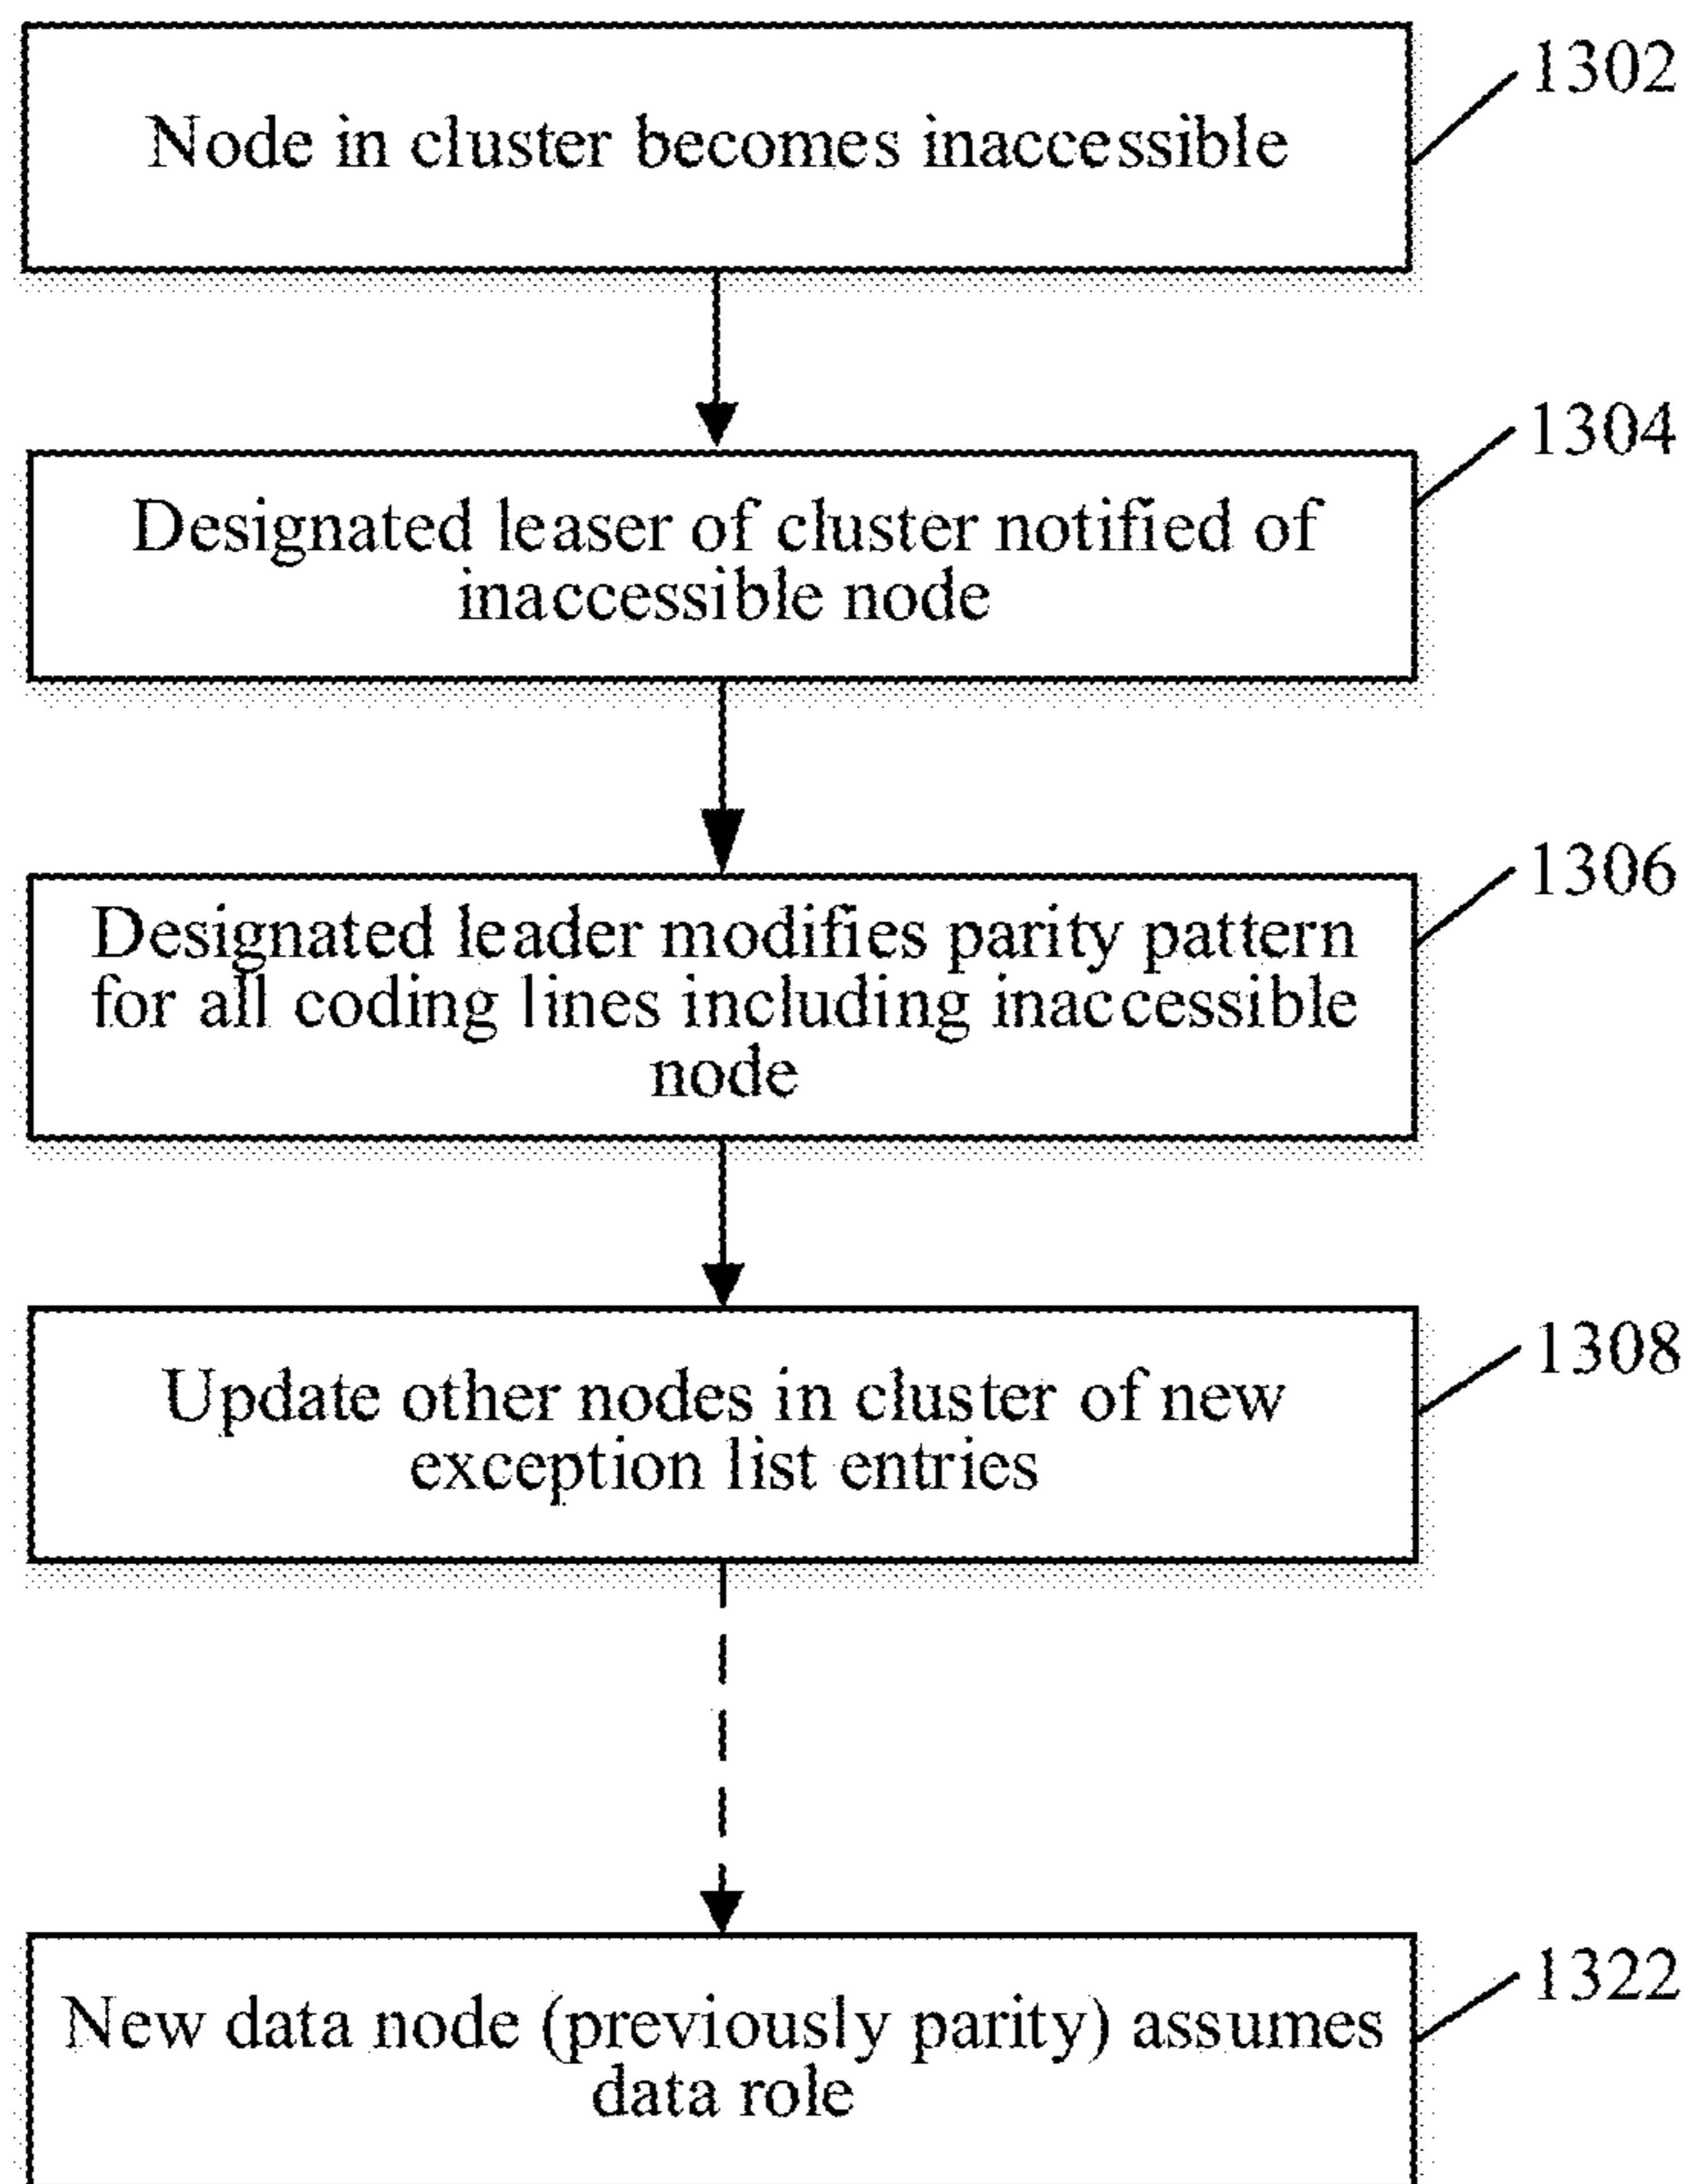 1302
Node in cluster becomes inaccessible
1304
Designated leaser of cluster notified of
inaccessible node
1306
Designated leader modifies parity pattern
for all coding lines including inaccessible
node
1308
Update other nodes in cluster of new
exception list entries
1322
New data node (previously parity) assumes
data role